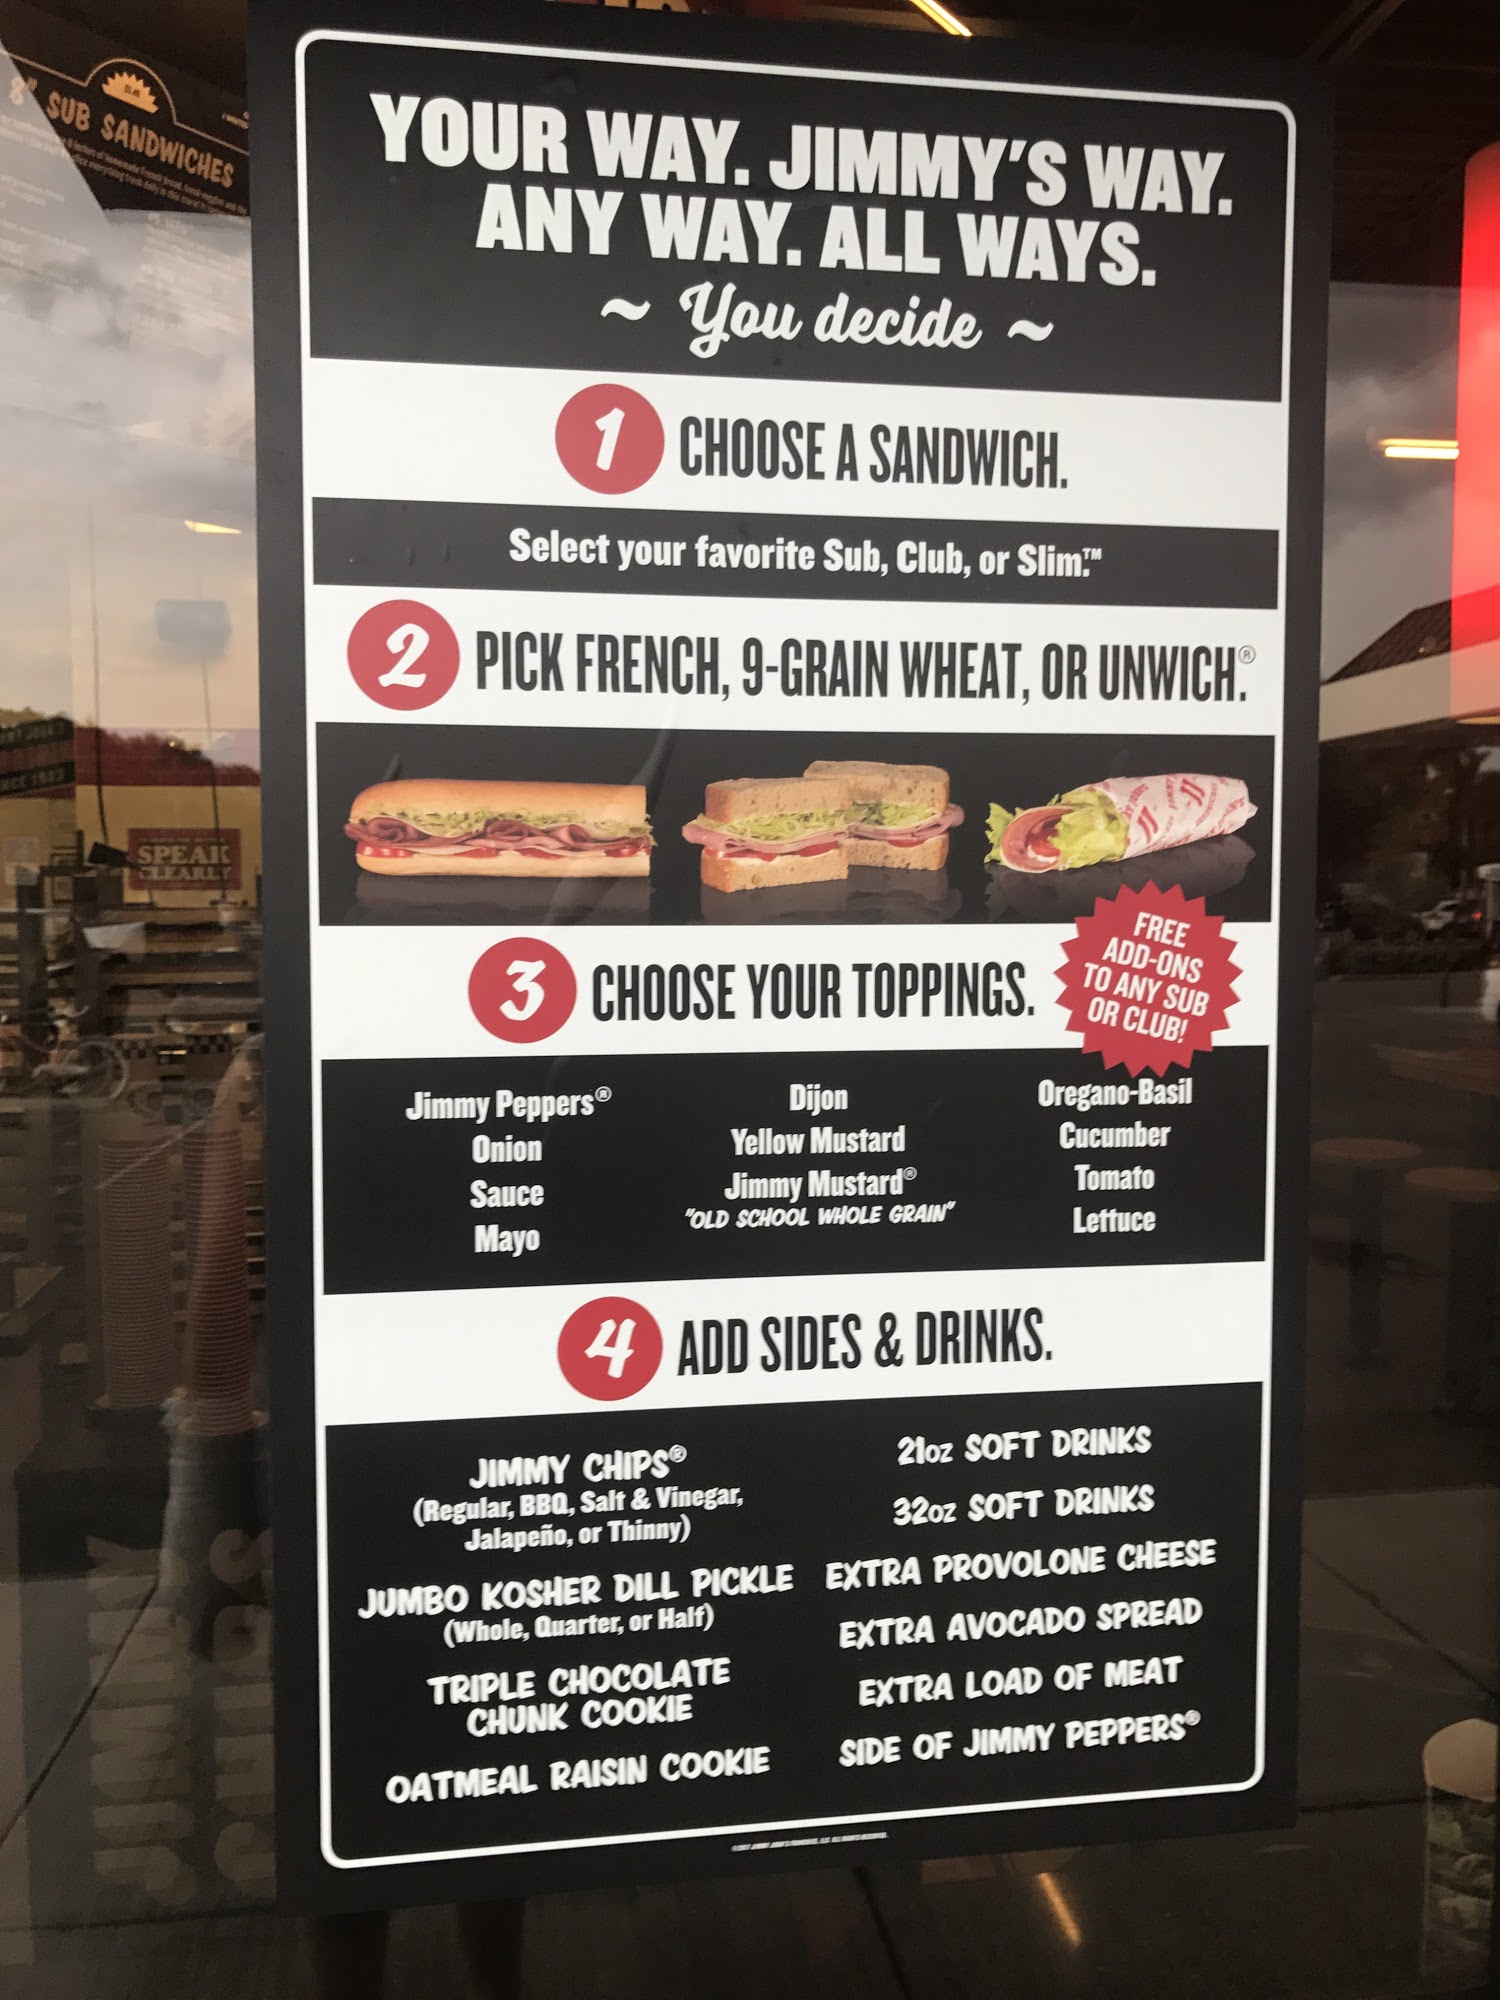 8" SUB SANDWICHES
YOUR WAY. JIMMY'S WAY.
ANY WAY. ALL WAYS.
~ You decide ~
1 CHOOSE A SANDWICH.
Select your favorite Sub, Club, or Slim.™
2 PICK FRENCH, 9-GRAIN WHEAT, OR UNWICH.®
SPEAK
CLEARLY
3 CHOOSE YOUR TOPPINGS.
FREE
ADD-ONS
TO ANY SUB
OR CLUB!
Jimmy Peppers®
Onion
Sauce
Mayo
Dijon
Yellow Mustard
Jimmy Mustard®
"OLD SCHOOL WHOLE GRAIN"
Oregano-Basil
Cucumber
Tomato
Lettuce
4 ADD SIDES & DRINKS.
JIMMY CHIPS®
(Regular, BBQ, Salt & Vinegar,
Jalapeño, or Thinny)
JUMBO KOSHER DILL PICKLE
(Whole, Quarter, or Half)
TRIPLE CHOCOLATE
CHUNK COOKIE
OATMEAL RAISIN COOKIE
21oz SOFT DRINKS
32oz SOFT DRINKS
EXTRA PROVOLONE CHEESE
EXTRA AVOCADO SPREAD
EXTRA LOAD OF MEAT
SIDE OF JIMMY PEPPERS®